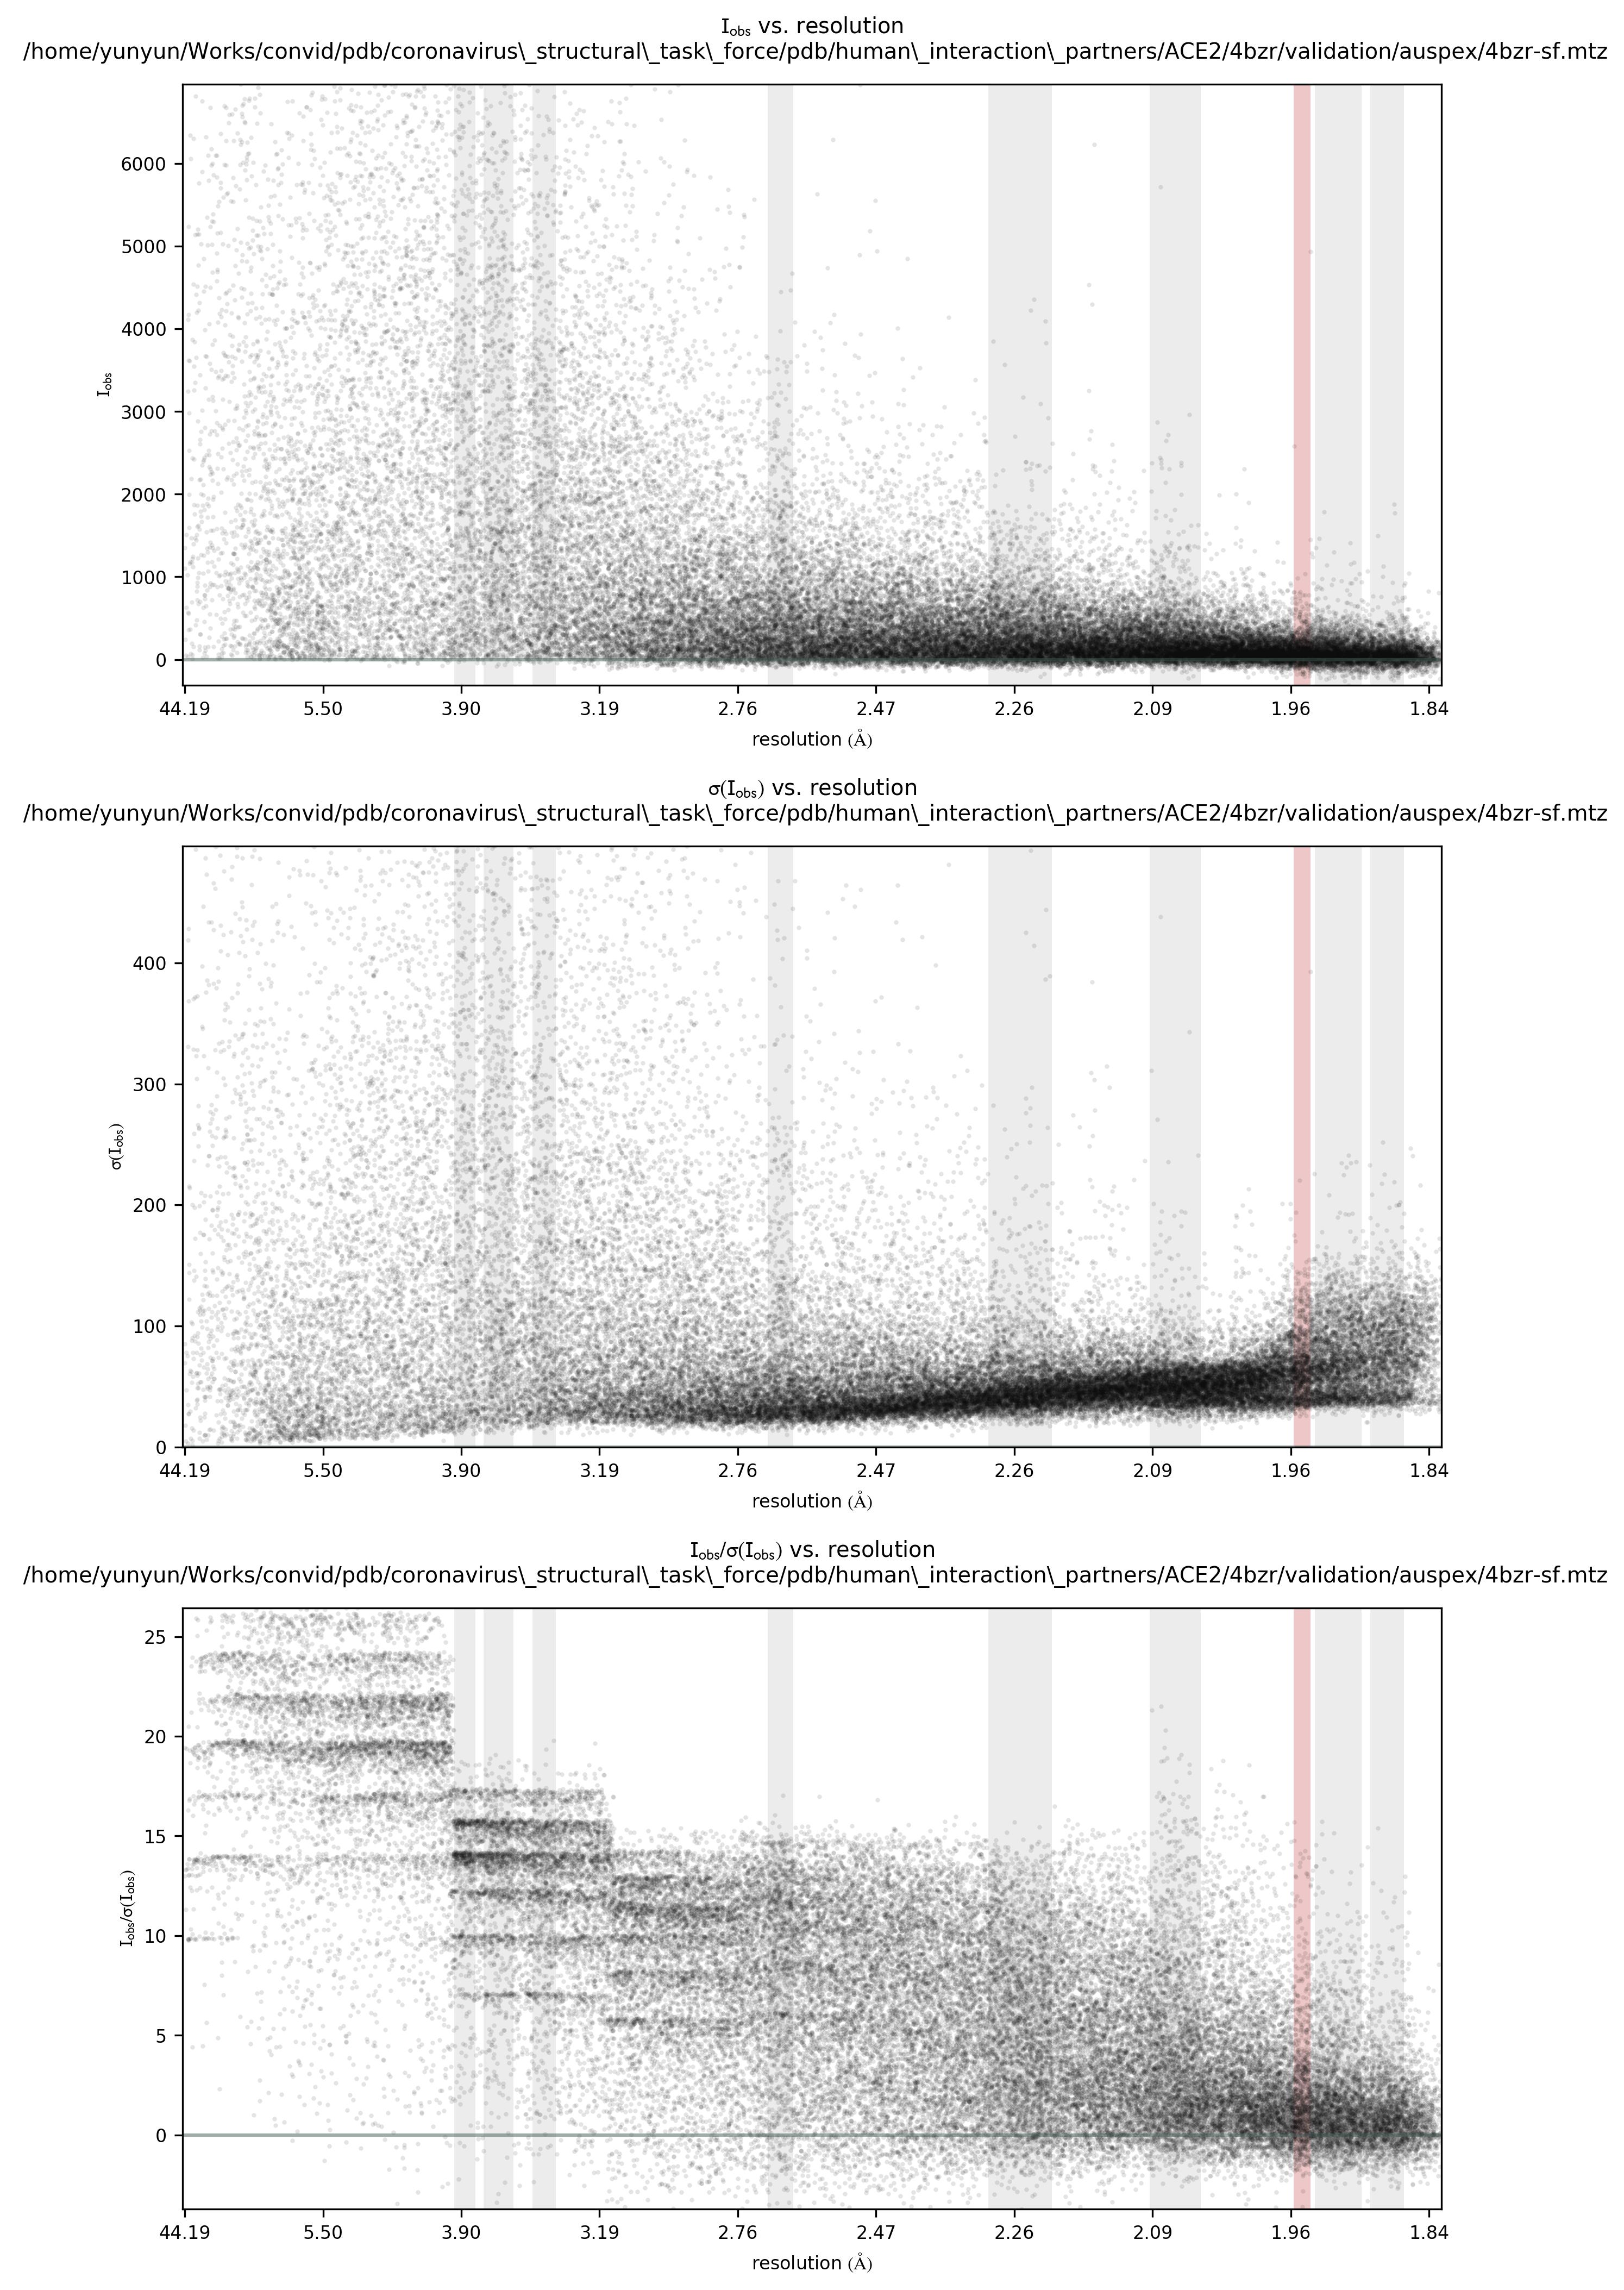 Iobs vs. resolution
/home/yunyun/Works/convid/pdb/coronavirus\_structural\_task\_force/pdb/human\_interaction\_partners/ACE2/4bzr/validation/auspex/4bzr-sf.mtz
6000
5000
4000
3000
2000
1000
0
Iobs
44.19 5.50 3.90 3.19 2.76 2.47 2.26 2.09 1.96 1.84
resolution (Å)
σ(Iobs) vs. resolution
/home/yunyun/Works/convid/pdb/coronavirus\_structural\_task\_force/pdb/human\_interaction\_partners/ACE2/4bzr/validation/auspex/4bzr-sf.mtz
400
300
200
100
0
σ(Iobs)
44.19 5.50 3.90 3.19 2.76 2.47 2.26 2.09 1.96 1.84
resolution (Å)
Iobs/σ(Iobs) vs. resolution
/home/yunyun/Works/convid/pdb/coronavirus\_structural\_task\_force/pdb/human\_interaction\_partners/ACE2/4bzr/validation/auspex/4bzr-sf.mtz
25
20
15
10
5
0
Iobs/σ(Iobs)
44.19 5.50 3.90 3.19 2.76 2.47 2.26 2.09 1.96 1.84
resolution (Å)